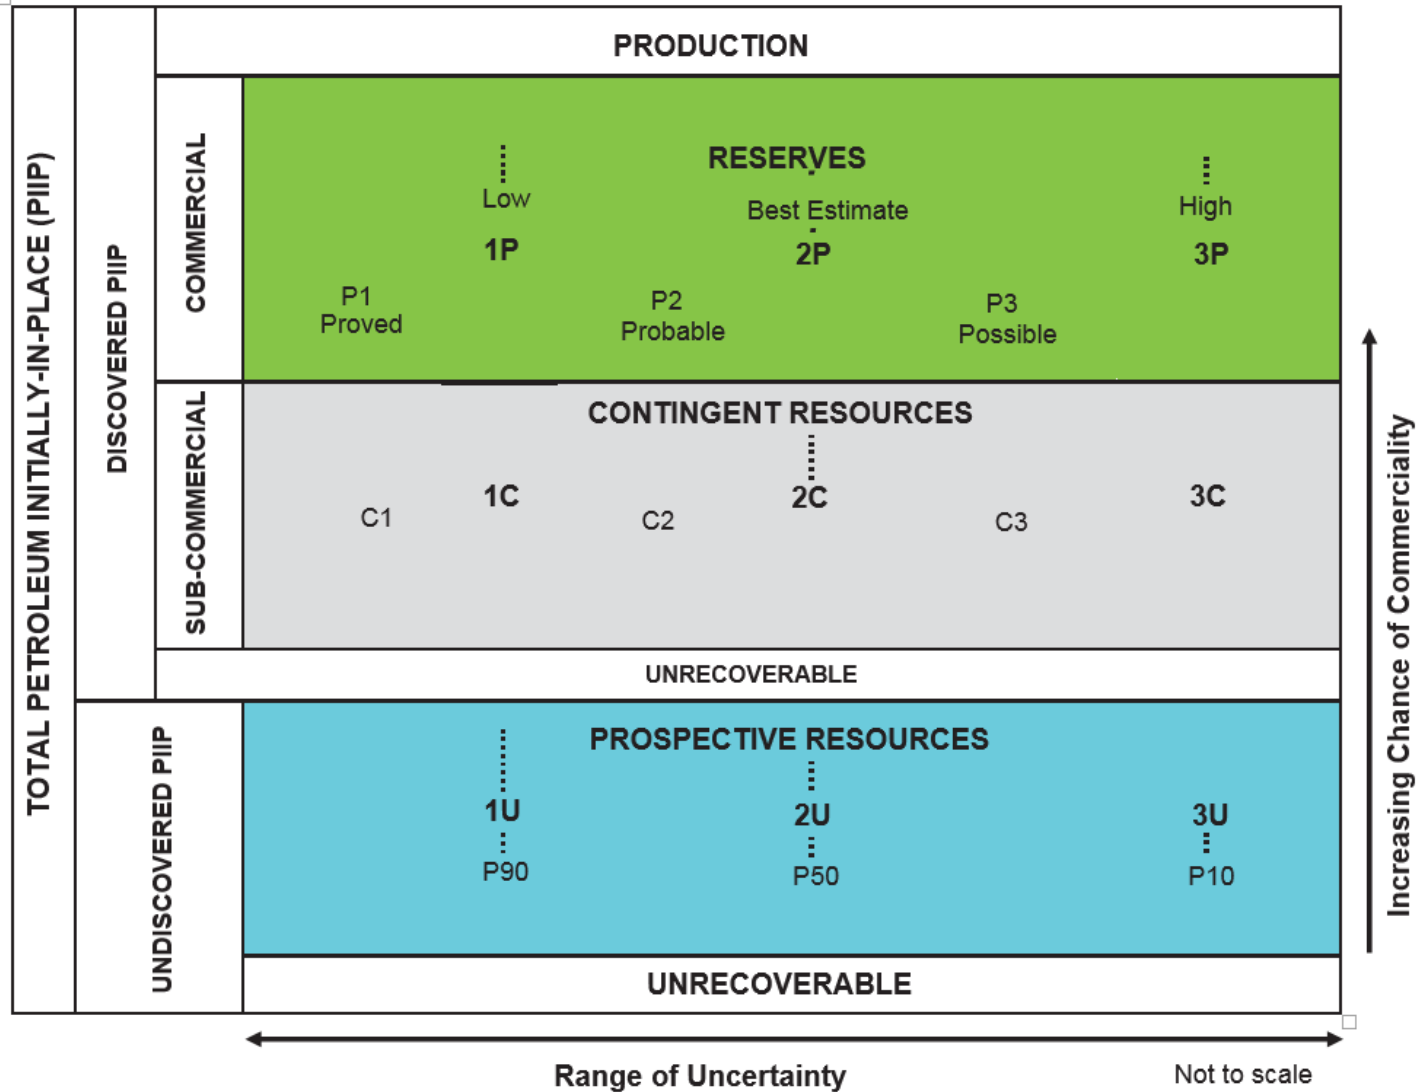 PRODUCTION
TOTAL PETROLEUM INITIALLY-IN-PLACE (PIIP)
DISCOVERED PIIP
COMMERCIAL
RESERVES
Low
Best Estimate
High
1P
2P
3P
P1
Proved
P2
Probable
P3
Possible
SUB-COMMERCIAL
CONTINGENT RESOURCES
1C
2C
3C
C1
C2
C3
UNRECOVERABLE
UNDISCOVERED PIIP
PROSPECTIVE RESOURCES
1U
2U
3U
P90
P50
P10
UNRECOVERABLE
Increasing Chance of Commerciality
Range of Uncertainty
Not to scale